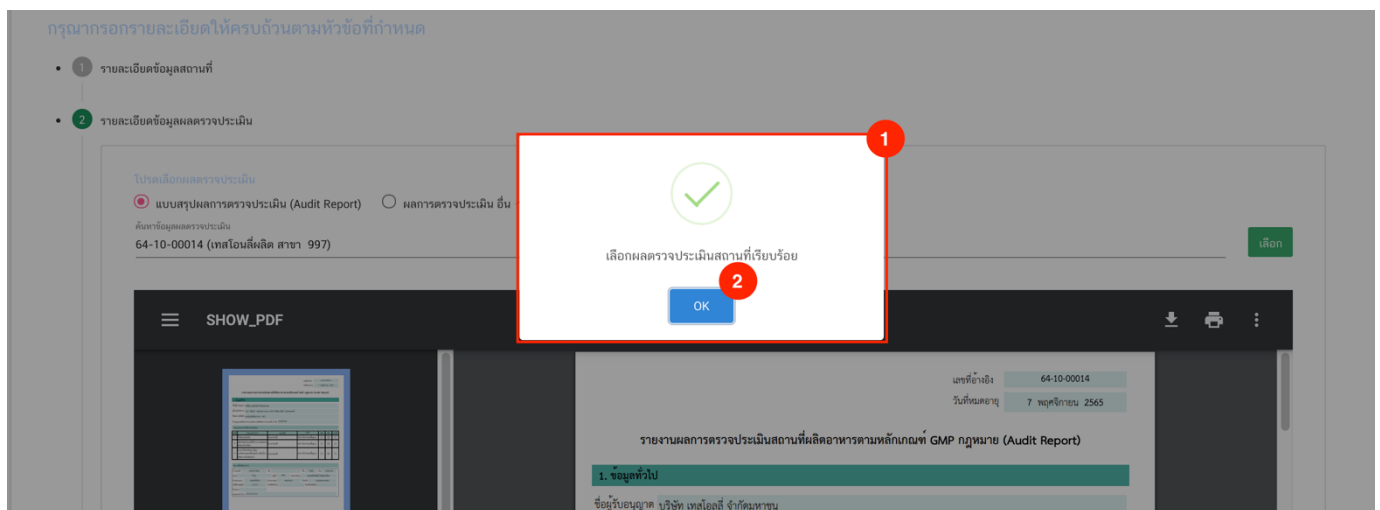 กรุณากรอกรายละเอียดให้ครบถ้วนตามหัวข้อที่กำหนด
1 รายละเอียดข้อมูลสถานที่
2 รายละเอียดข้อมูลผลตรวจประเมิน
1
โปรดเลือกผลตรวจประเมิน
แบบสรุปผลการตรวจประเมิน (Audit Report) ผลการตรวจประเมิน อื่น
ค้นหาข้อมูลผลตรวจประเมิน
64-10-00014 (เทสโอนลี่ผลิต สาขา 997)
เลือก
เลือกผลตรวจประเมินสถานที่เรียบร้อย
2
OK
SHOW_PDF
เลขที่อ้างอิง 64-10-00014
วันที่หมดอายุ 7 พฤศจิกายน 2565
รายงานผลการตรวจประเมินสถานที่ผลิตอาหารตามหลักเกณฑ์ GMP กฎหมาย (Audit Report)
1. ข้อมูลทั่วไป
ชื่อผู้รับอนุญาต บริษัท เทสโอลลี่ จำกัดมหาชน